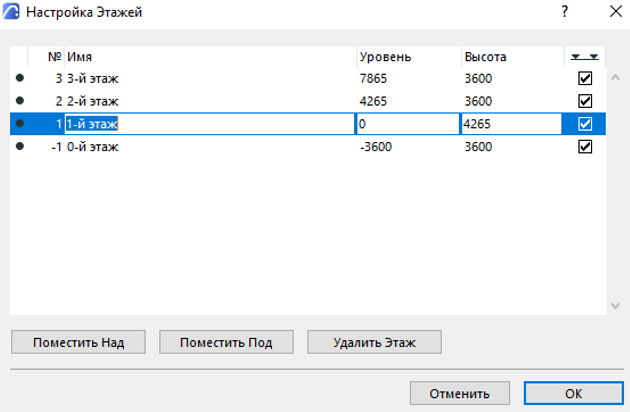 Настройка Этажей ?
№ Имя Уровень Высота
3 3-й этаж 7865 3600
2 2-й этаж 4265 3600
1 1-й этаж 0 4265
-1 0-й этаж -3600 3600
Поместить Над Поместить Под Удалить Этаж
Отменить OK